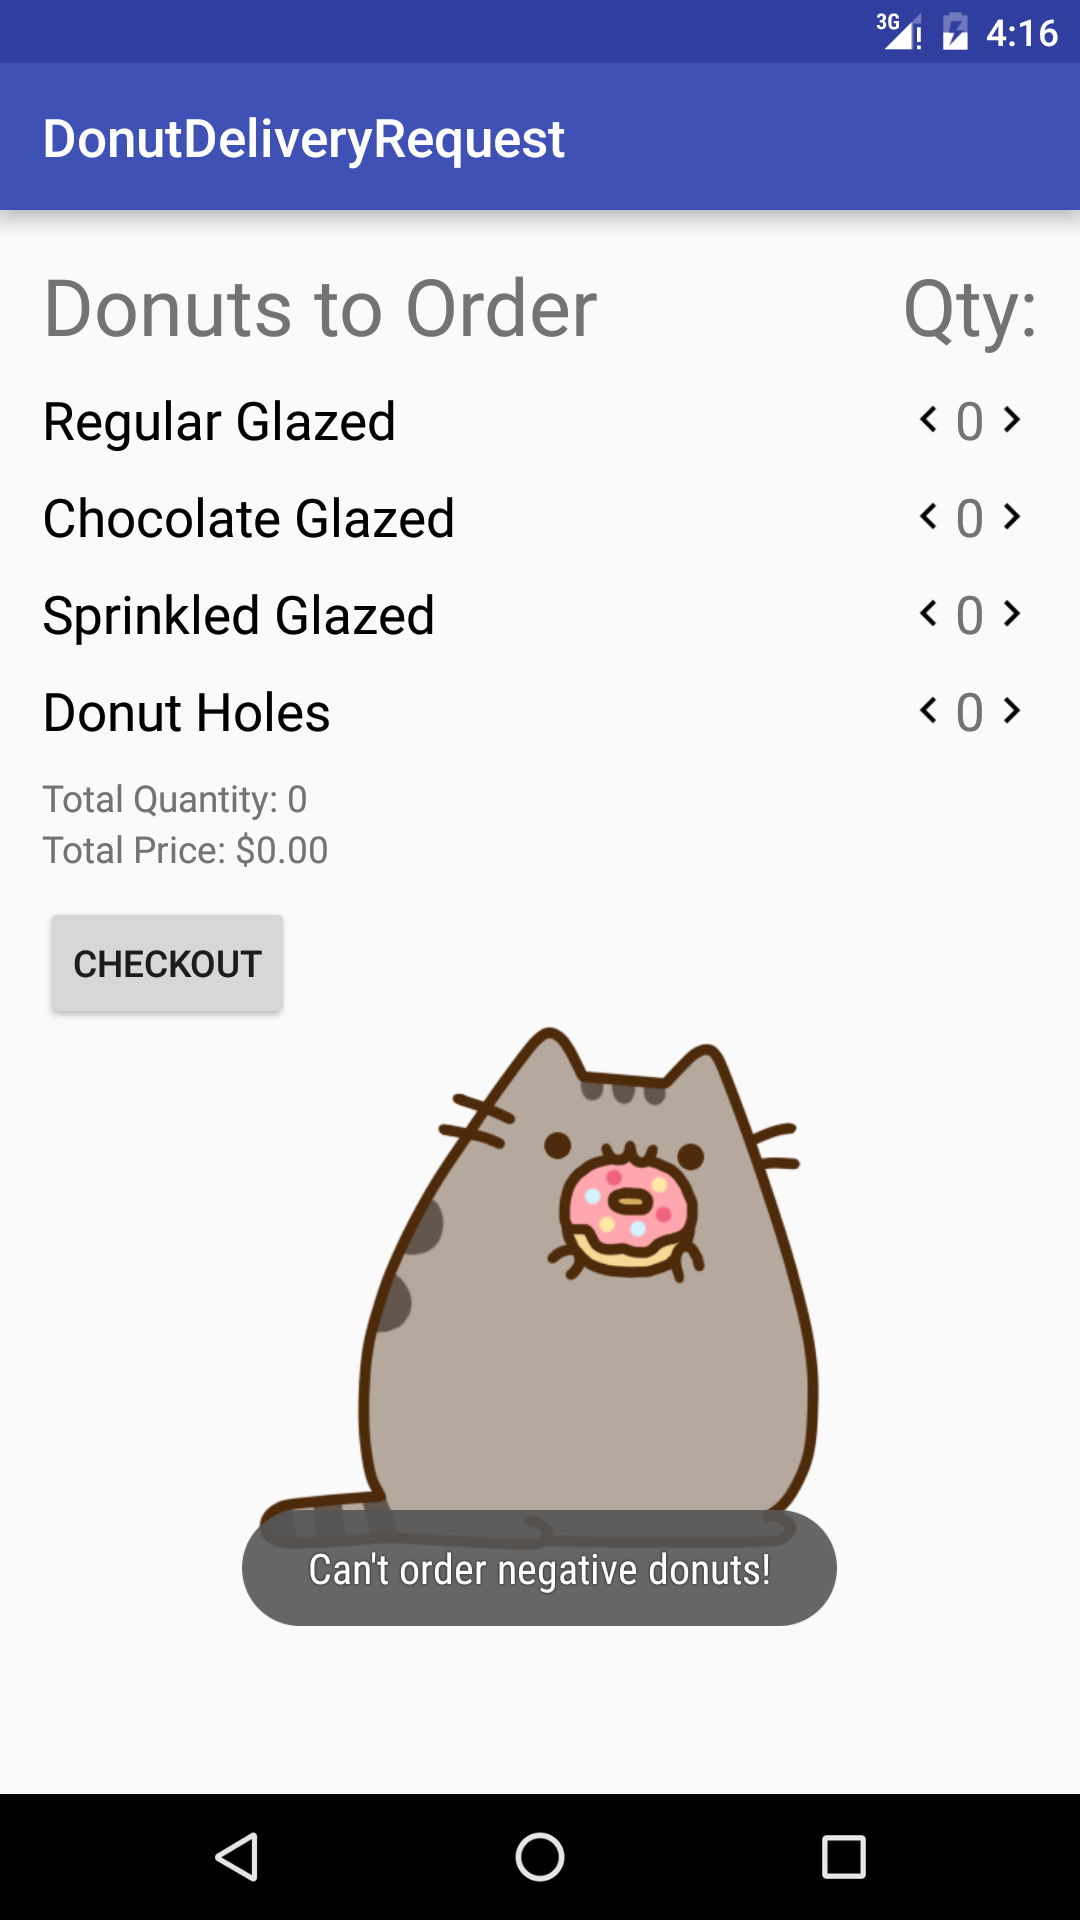 3G! 4:16
DonutDeliveryRequest
Donuts to Order Qty:
Regular Glazed < 0 >
Chocolate Glazed < 0 >
Sprinkled Glazed < 0 >
Donut Holes < 0 >
Total Quantity: 0
Total Price: $0.00
CHECKOUT
Can't order negative donuts!